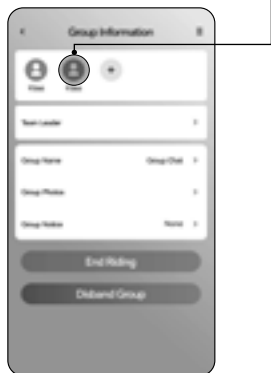 Group Information
Team Leader
Group Name Group Chat
Group Photos
Group Notice None
End Riding
Disband Group